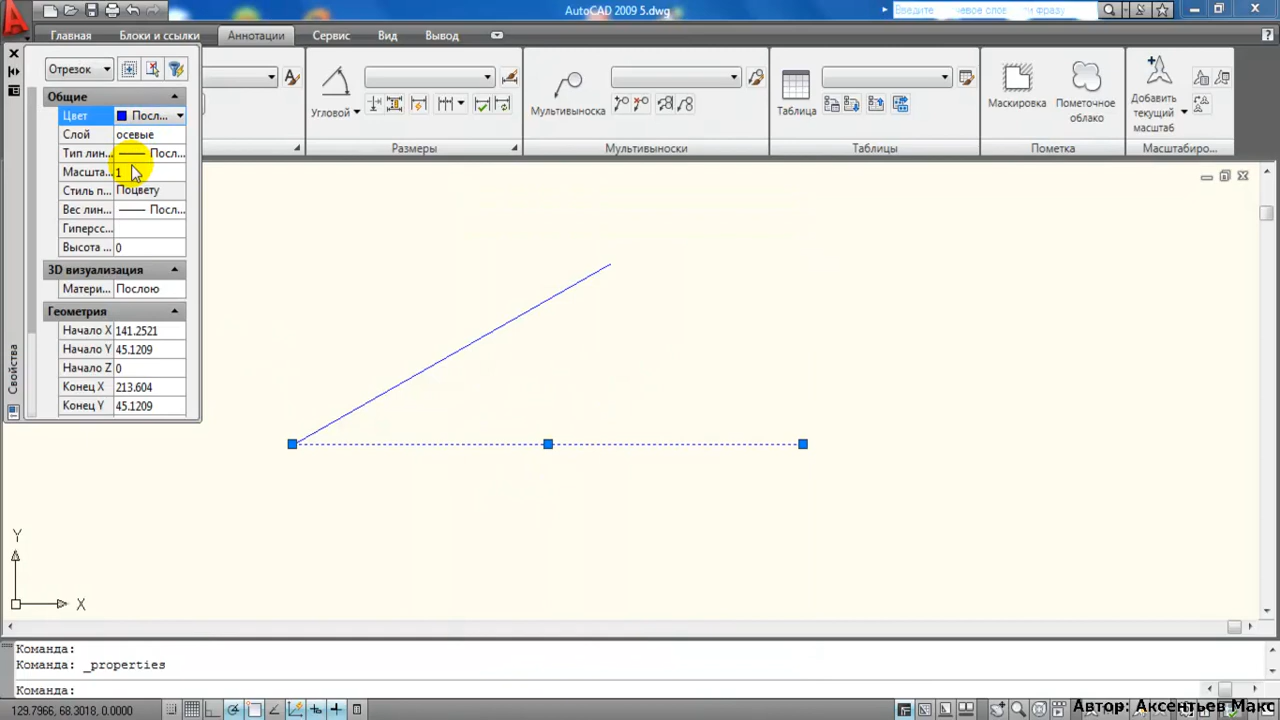 AutoCAD 2009 5.dwg
Главная Блоки и ссылки Аннотации Сервис Вид Вывод
Отрезок
Общие
Цвет Посл...
Слой осевые
Тип лин... Посл...
Масшта... 1
Стиль п... Поцвету
Вес лин... Посл...
Гиперсс...
Высота ... 0
3D визуализация
Матери... Послою
Геометрия
Начало X 141.2521
Начало Y 45.1209
Начало Z 0
Конец X 213.604
Конец Y 45.1209
Свойства
Угловой
Размеры
Мультивыноска
Мультивыноски
Таблица
Таблицы
Маскировка
Пометочное
облако
Пометка
Добавить
текущий
масштаб
Масштабиро...
Y
X
Команда:
Команда: _properties
Команда:
129.7966, 68.3018, 0.0000
Автор: Аксентьев Макс